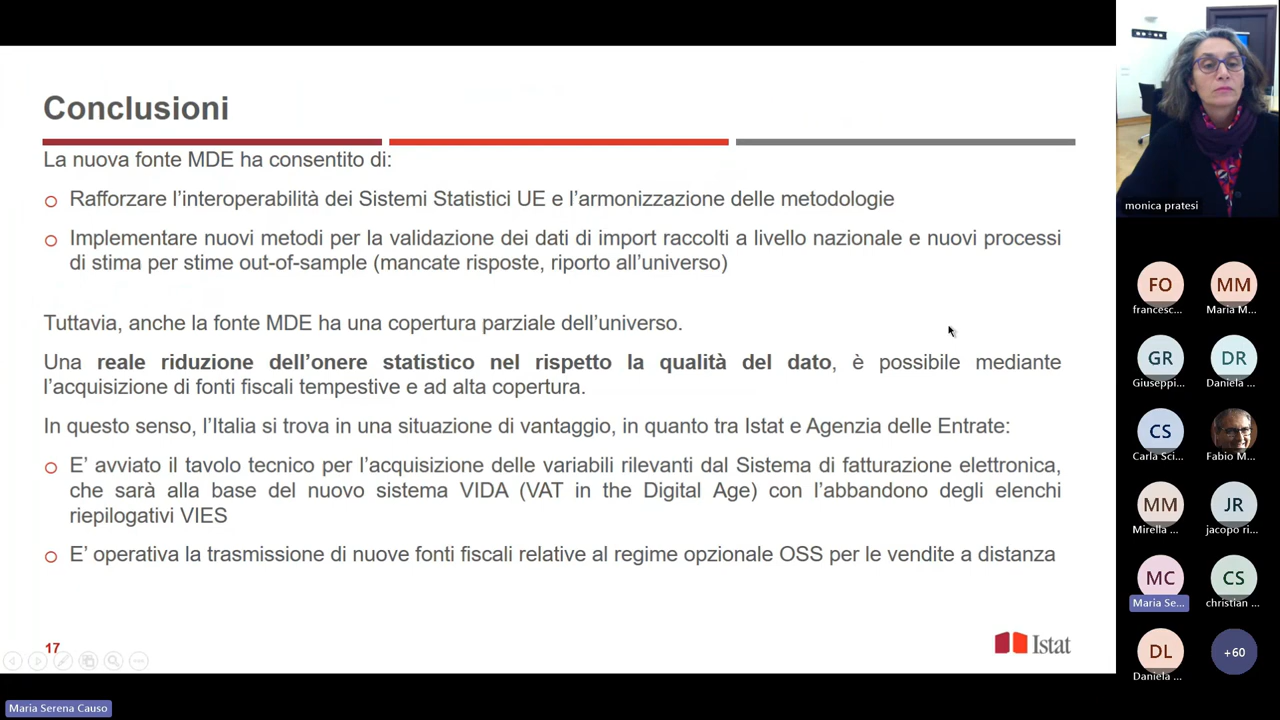 Conclusioni
La nuova fonte MDE ha consentito di:
Rafforzare l’interoperabilità dei Sistemi Statistici UE e l’armonizzazione delle metodologie
Implementare nuovi metodi per la validazione dei dati di import raccolti a livello nazionale e nuovi processi
di stima per stime out-of-sample (mancate risposte, riporto all’universo)
Tuttavia, anche la fonte MDE ha una copertura parziale dell’universo.
Una reale riduzione dell’onere statistico nel rispetto la qualità del dato, è possibile mediante
l’acquisizione di fonti fiscali tempestive e ad alta copertura.
In questo senso, l’Italia si trova in una situazione di vantaggio, in quanto tra Istat e Agenzia delle Entrate:
E’ avviato il tavolo tecnico per l’acquisizione delle variabili rilevanti dal Sistema di fatturazione elettronica,
che sarà alla base del nuovo sistema VIDA (VAT in the Digital Age) con l’abbandono degli elenchi
riepilogativi VIES
E’ operativa la trasmissione di nuove fonti fiscali relative al regime opzionale OSS per le vendite a distanza
17
Istat
Maria Serena Causo
monica pratesi
FO MM
francesc... Maria M...
GR DR
Giuseppi... Daniela ...
CS
Carla Sci... Fabio M...
MM JR
Mirella ... jacopo ri...
MC CS
Maria Se... christian ...
DL +60
Daniela ...